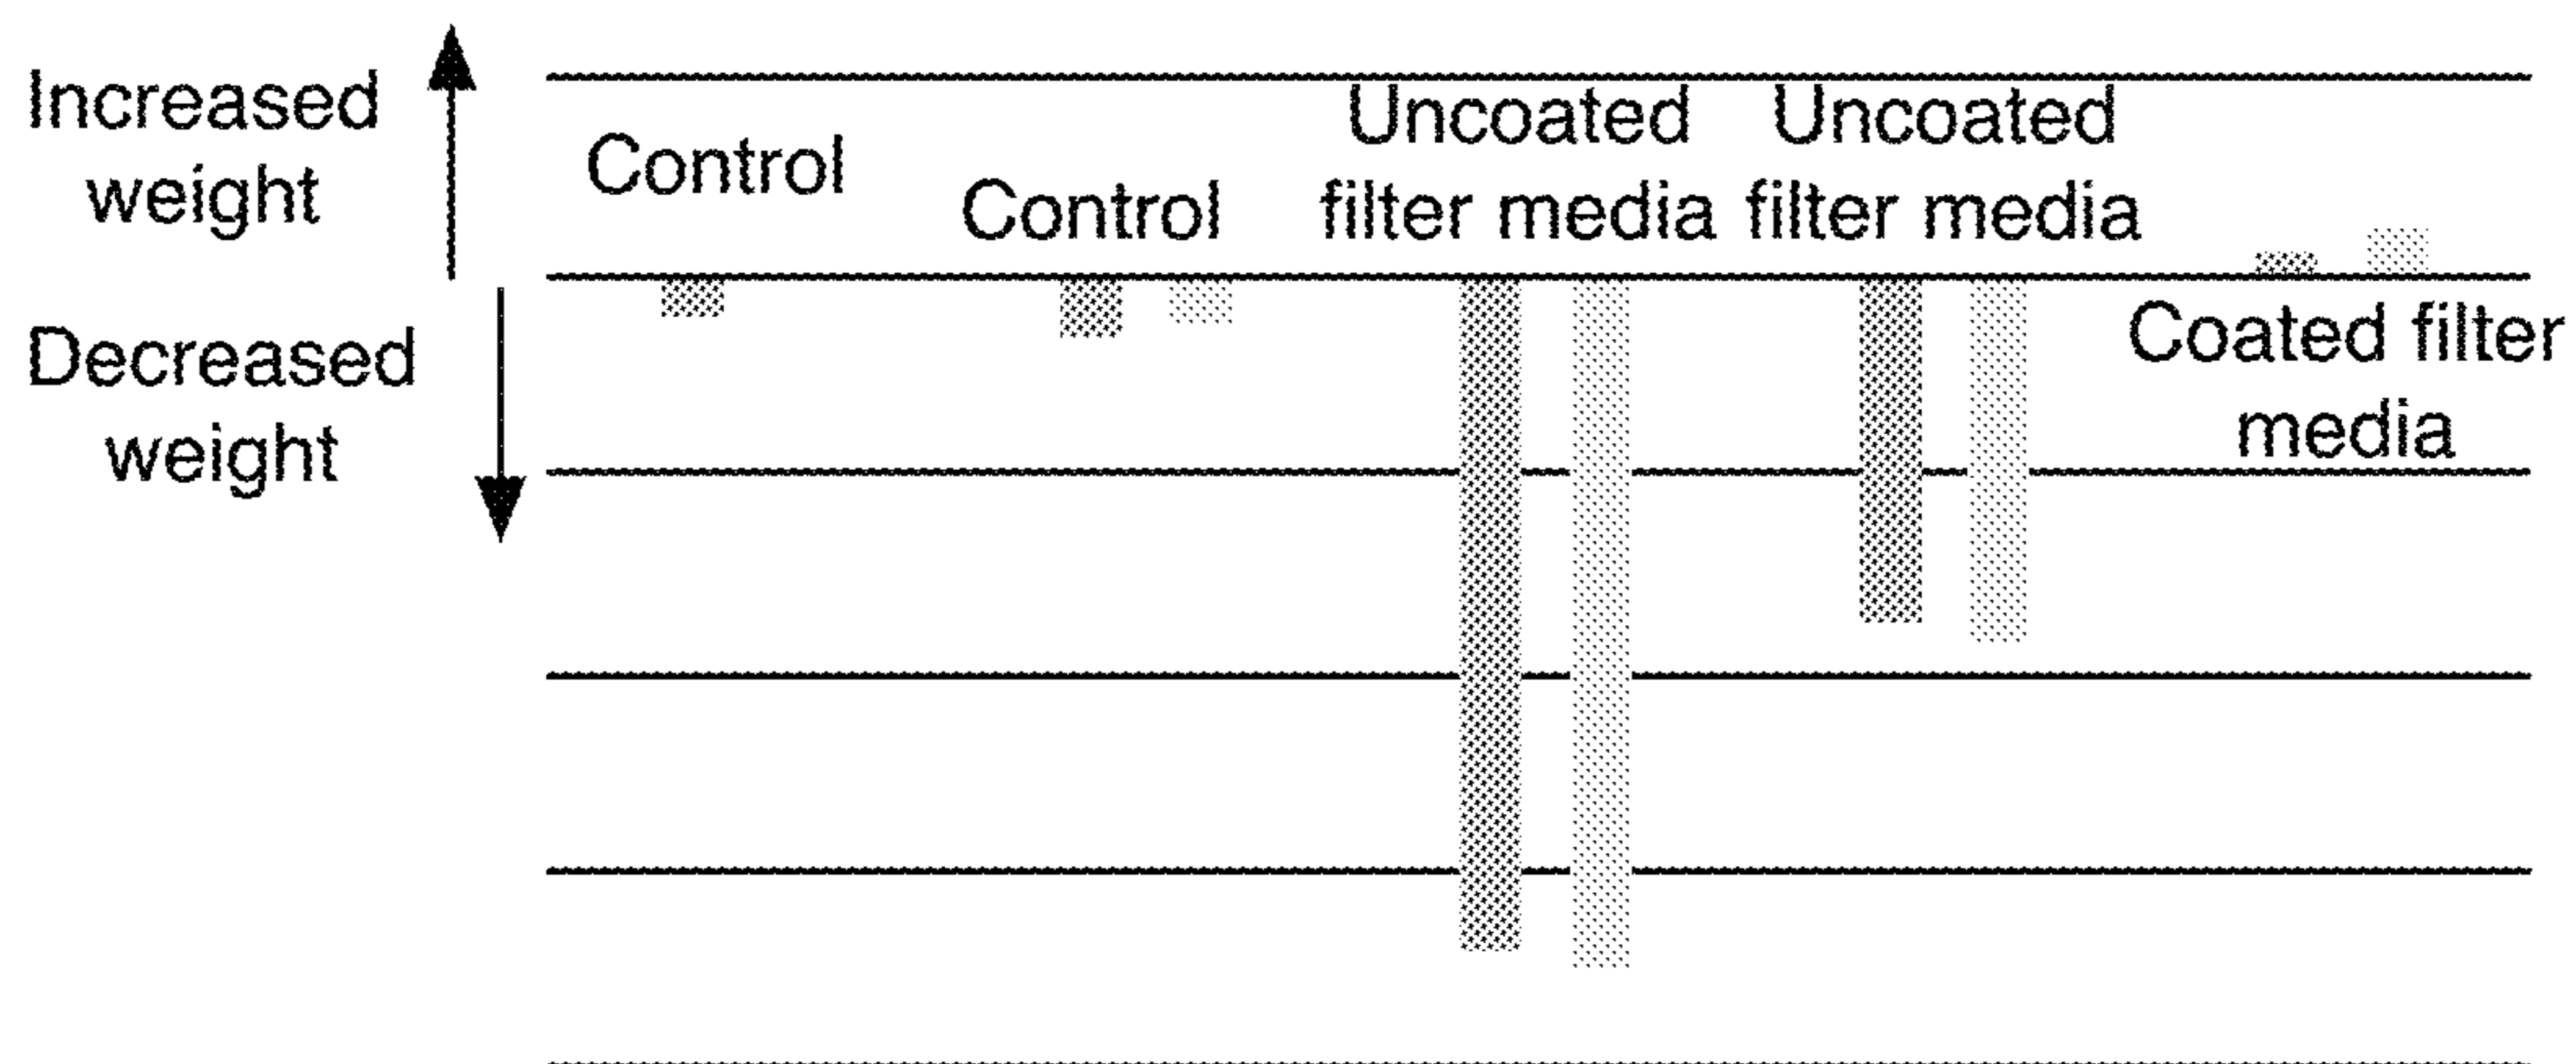 Increased
weight
Decreased
weight
Control
Control
Uncoated
filter media
Uncoated
filter media
Coated filter
media